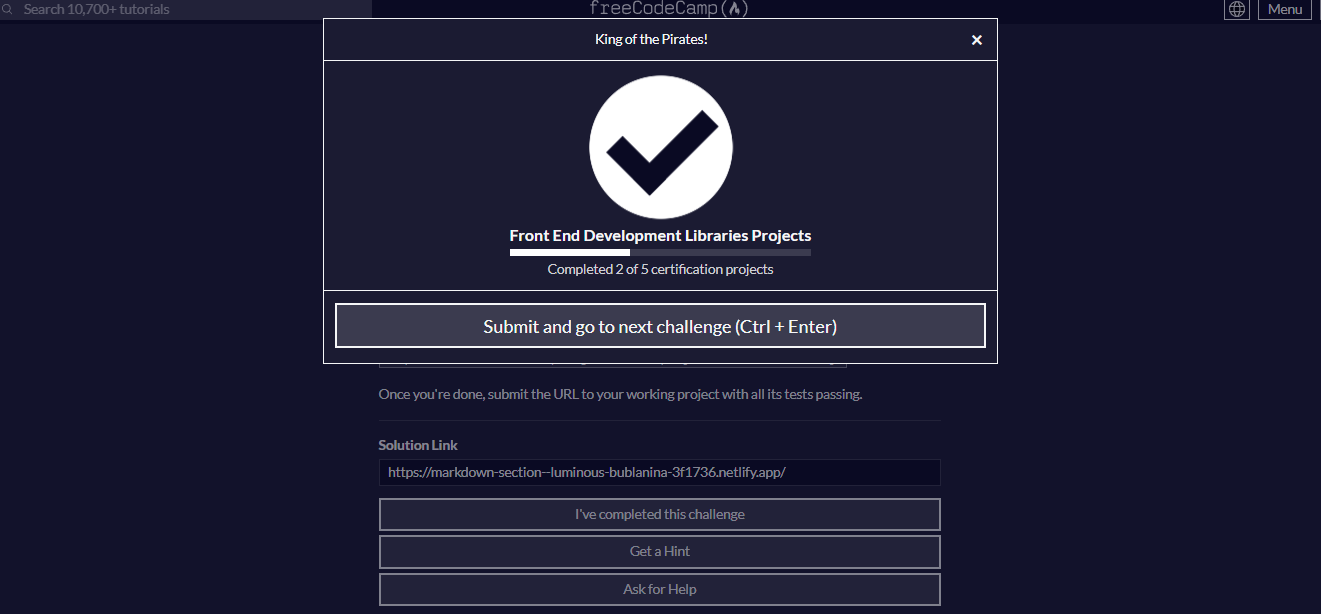 Search 10,700+ tutorials
freeCodeCamp
Menu
King of the Pirates!
Front End Development Libraries Projects
Completed 2 of 5 certification projects
Submit and go to next challenge (Ctrl + Enter)
Once you're done, submit the URL to your working project with all its tests passing.
Solution Link
https://markdown-section--luminous-bublanina-3f1736.netlify.app/
I've completed this challenge
Get a Hint
Ask for Help